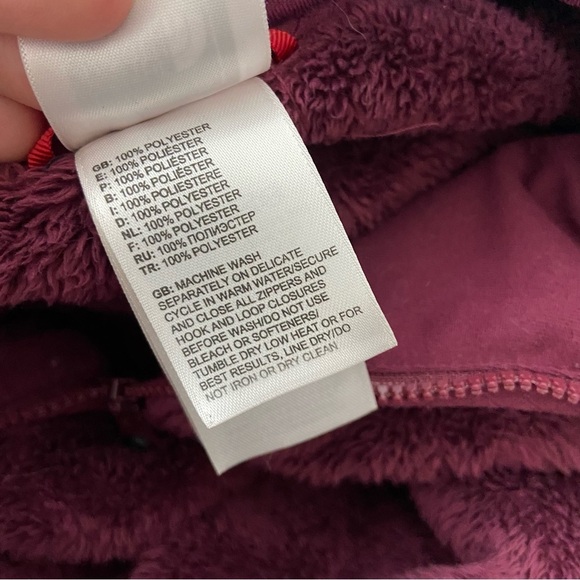 GB: 100% POLYESTER
E: 100% POLIÉSTER
P: 100% POLIÉSTER
B: 100% POLYESTER
I: 100% POLIESTERE
D: 100% POLYESTER
NL: 100% POLYESTER
F: 100% POLYESTER
RU: 100% ПОЛИЭСТЕР
TR: 100% POLYESTER
GB: MACHINE WASH
SEPARATELY ON DELICATE
CYCLE IN WARM WATER/SECURE
AND CLOSE ALL ZIPPERS AND
HOOK AND LOOP CLOSURES
BEFORE WASH/DO NOT USE
BLEACH OR SOFTENERS/
TUMBLE DRY LOW HEAT OR FOR
BEST RESULTS, LINE DRY/DO
NOT IRON OR DRY CLEAN